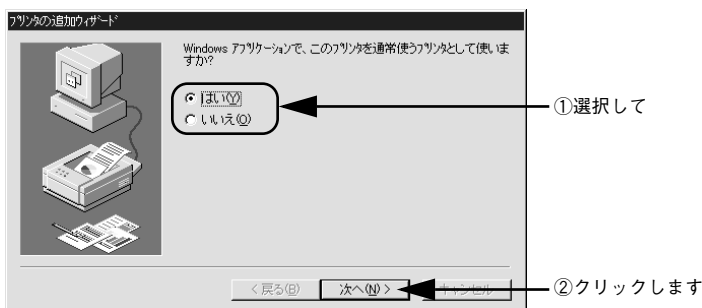 プリンタの追加ウィザード
Windows アプリケーションで、このプリンタを通常使うプリンタとして使いま
すか?
はい(Y)
①選択して
いいえ(O)
< 戻る(B)
次へ(N) >
キャンセル
②クリックします